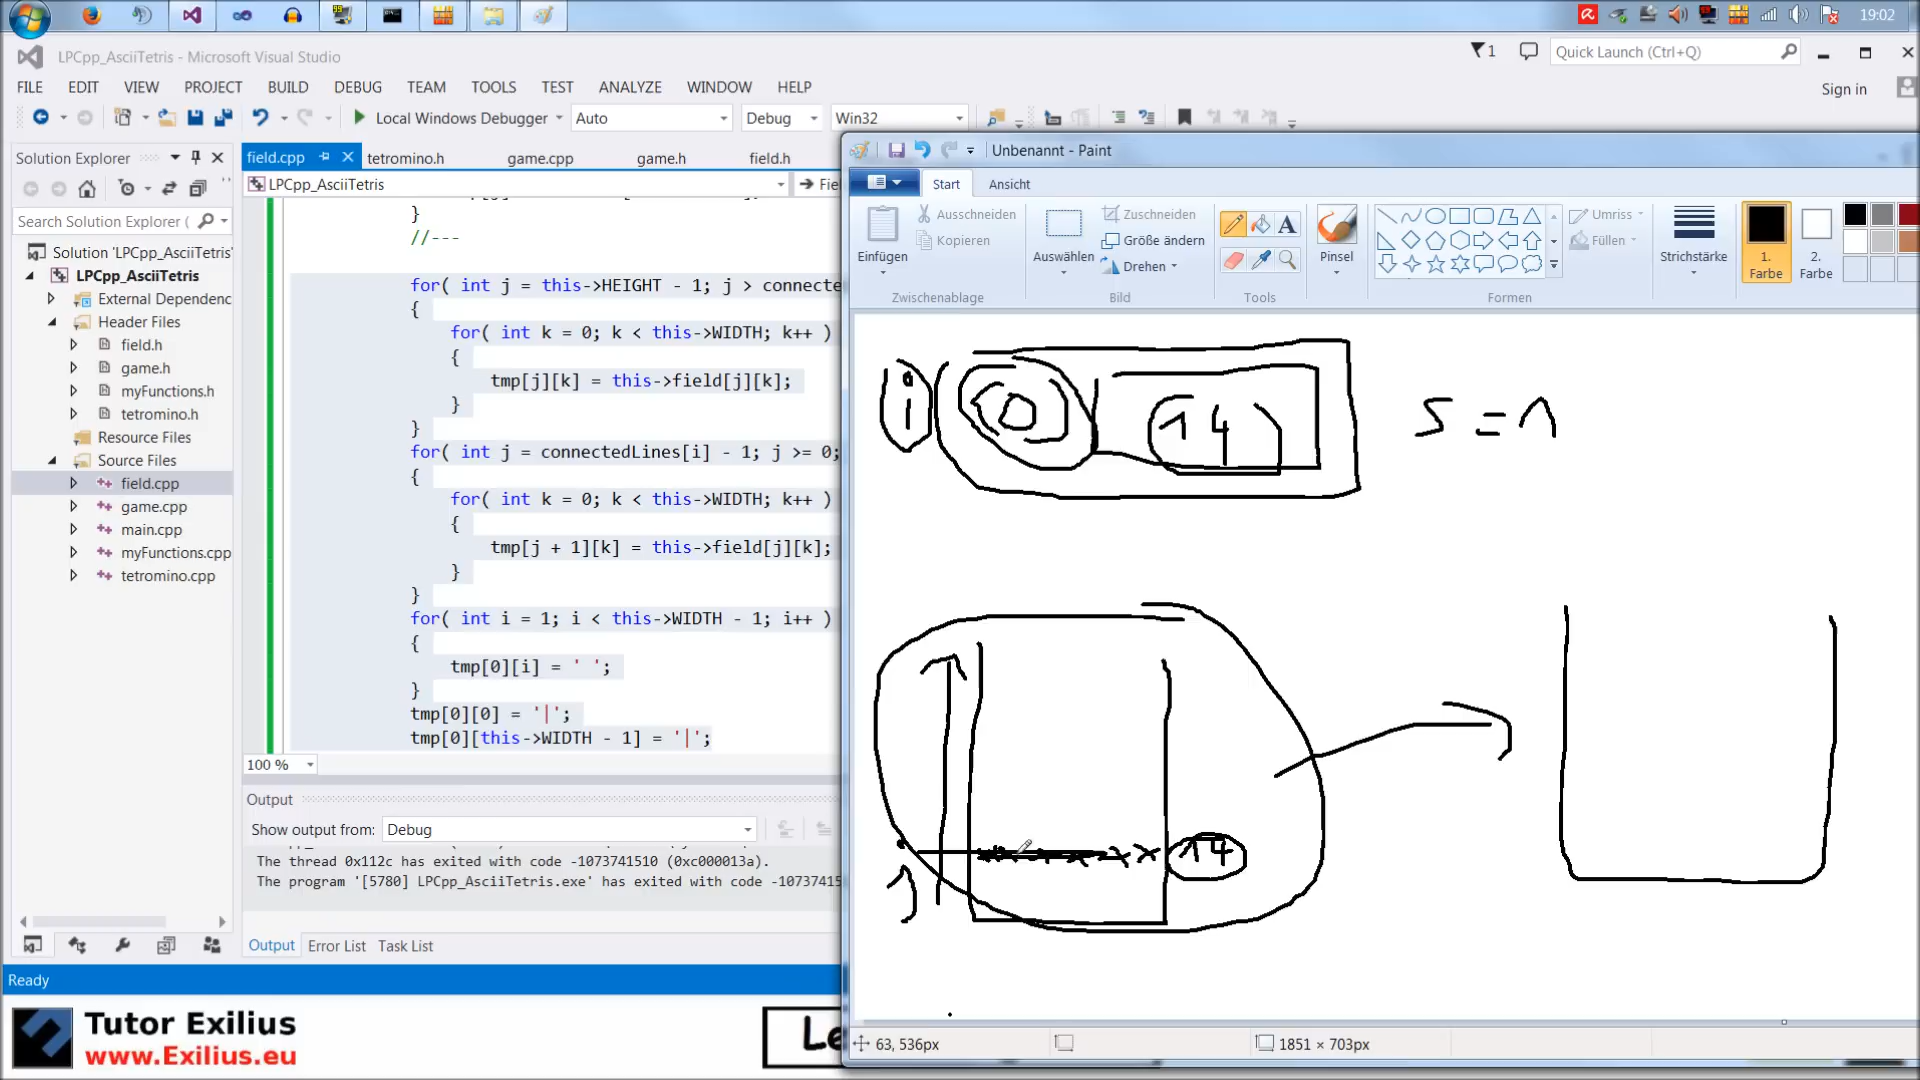 19:02
LPCpp_AsciiTetris - Microsoft Visual Studio
1
Quick Launch (Ctrl+Q)
FILE EDIT VIEW PROJECT BUILD DEBUG TEAM TOOLS TEST ANALYZE WINDOW HELP
Sign in
Local Windows Debugger Auto Debug Win32
Solution Explorer
Search Solution Explorer (
Solution 'LPCpp_AsciiTetris'
LPCpp_AsciiTetris
External Dependenc
Header Files
field.h
game.h
myFunctions.h
tetromino.h
Resource Files
Source Files
field.cpp
game.cpp
main.cpp
myFunctions.cpp
tetromino.cpp
field.cpp tetromino.h game.cpp game.h field.h
LPCpp_AsciiTetris
}
//---
for( int j = this->HEIGHT - 1; j > connecte
{
for( int k = 0; k < this->WIDTH; k++ )
{
tmp[j][k] = this->field[j][k];
}
}
for( int j = connectedLines[i] - 1; j >= 0;
{
for( int k = 0; k < this->WIDTH; k++ )
{
tmp[j + 1][k] = this->field[j][k];
}
}
for( int i = 1; i < this->WIDTH - 1; i++ )
{
tmp[0][i] = ' ';
}
tmp[0][0] = '|';
tmp[0][this->WIDTH - 1] = '|';
100 %
Output
Show output from: Debug
The thread 0x112c has exited with code -1073741510 (0xc000013a).
The program '[5780] LPCpp_AsciiTetris.exe' has exited with code -10737415
Output Error List Task List
Ready
Tutor Exilius
www.Exilius.eu
Le
Unbenannt - Paint
Start Ansicht
Einfügen
Ausschneiden
Kopieren
Zwischenablage
Auswählen
Zuschneiden
Größe ändern
Drehen
Bild
A
Tools
Pinsel
Umriss
Füllen
Formen
Strichstärke
1. Farbe
2. Farbe
i 0 14 S = 1
j 14
63, 536px
1851 × 703px